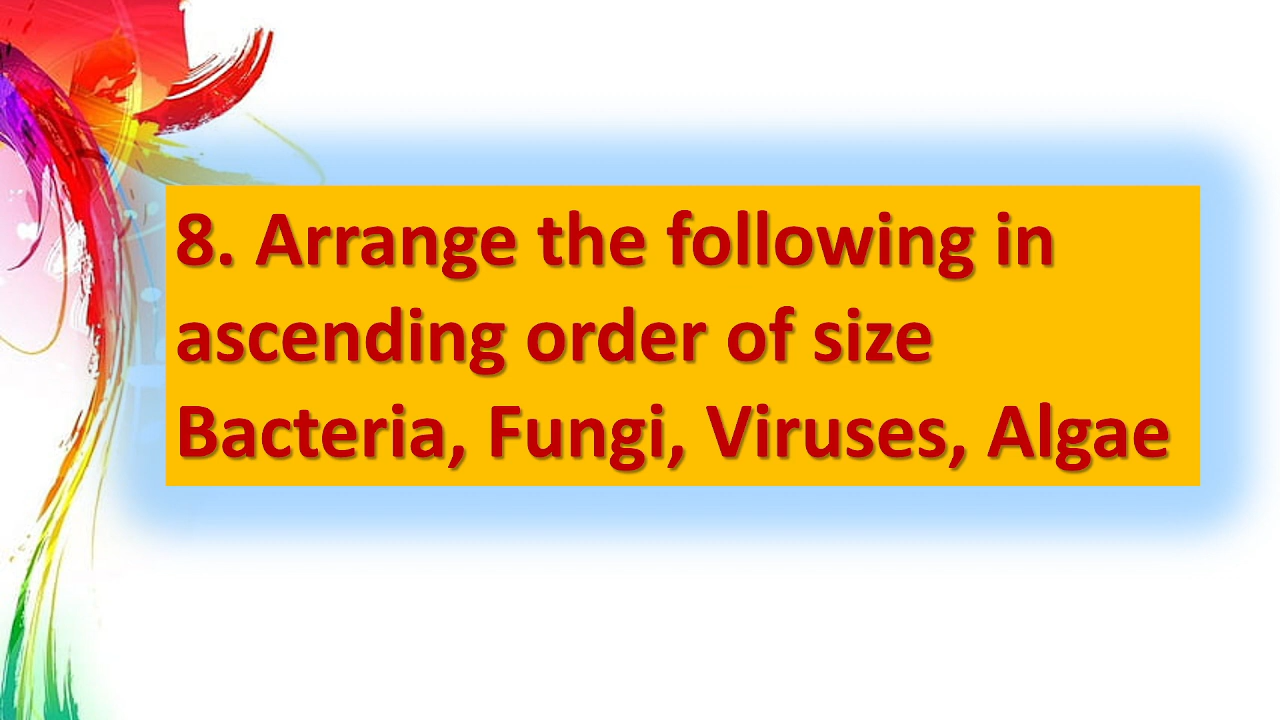 8. Arrange the following in
ascending order of size
Bacteria, Fungi, Viruses, Algae